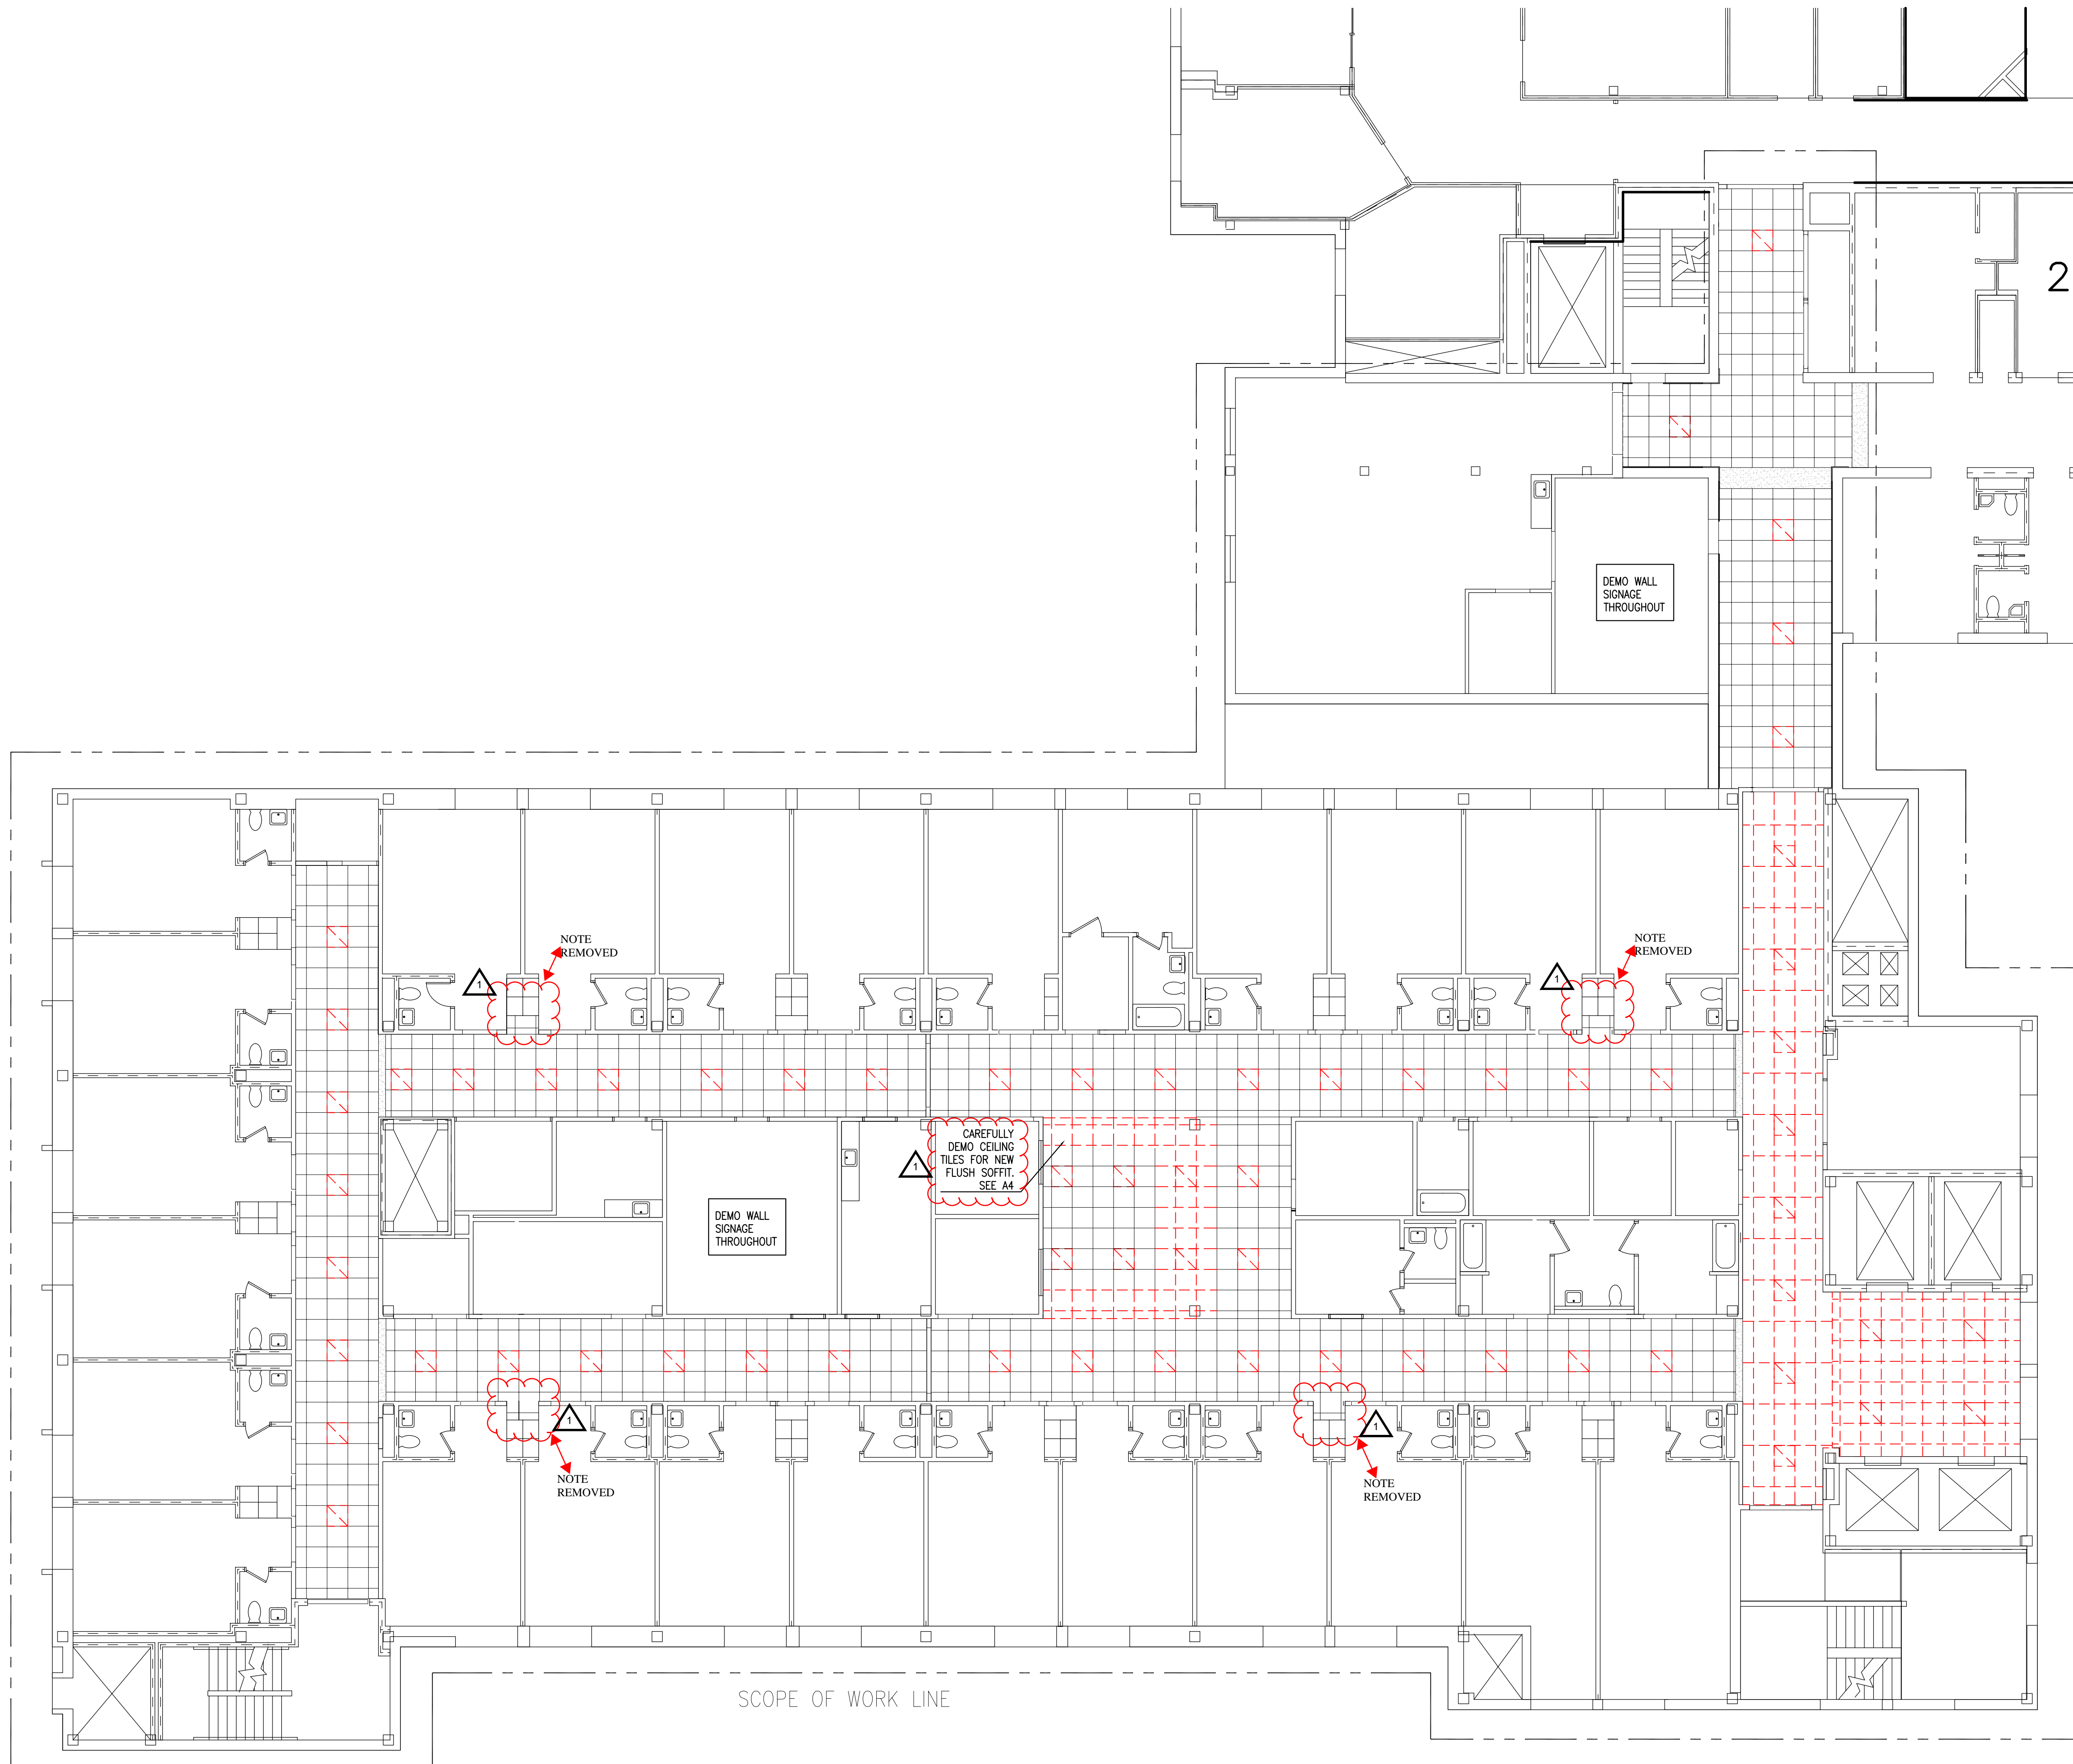 2
DEMO WALL
SIGNAGE
THROUGHOUT
NOTE
REMOVED
1
NOTE
REMOVED
1
CAREFULLY
DEMO CEILING
TILES FOR NEW
FLUSH SOFFIT.
SEE A4
1
DEMO WALL
SIGNAGE
THROUGHOUT
1
NOTE
REMOVED
1
NOTE
REMOVED
SCOPE OF WORK LINE